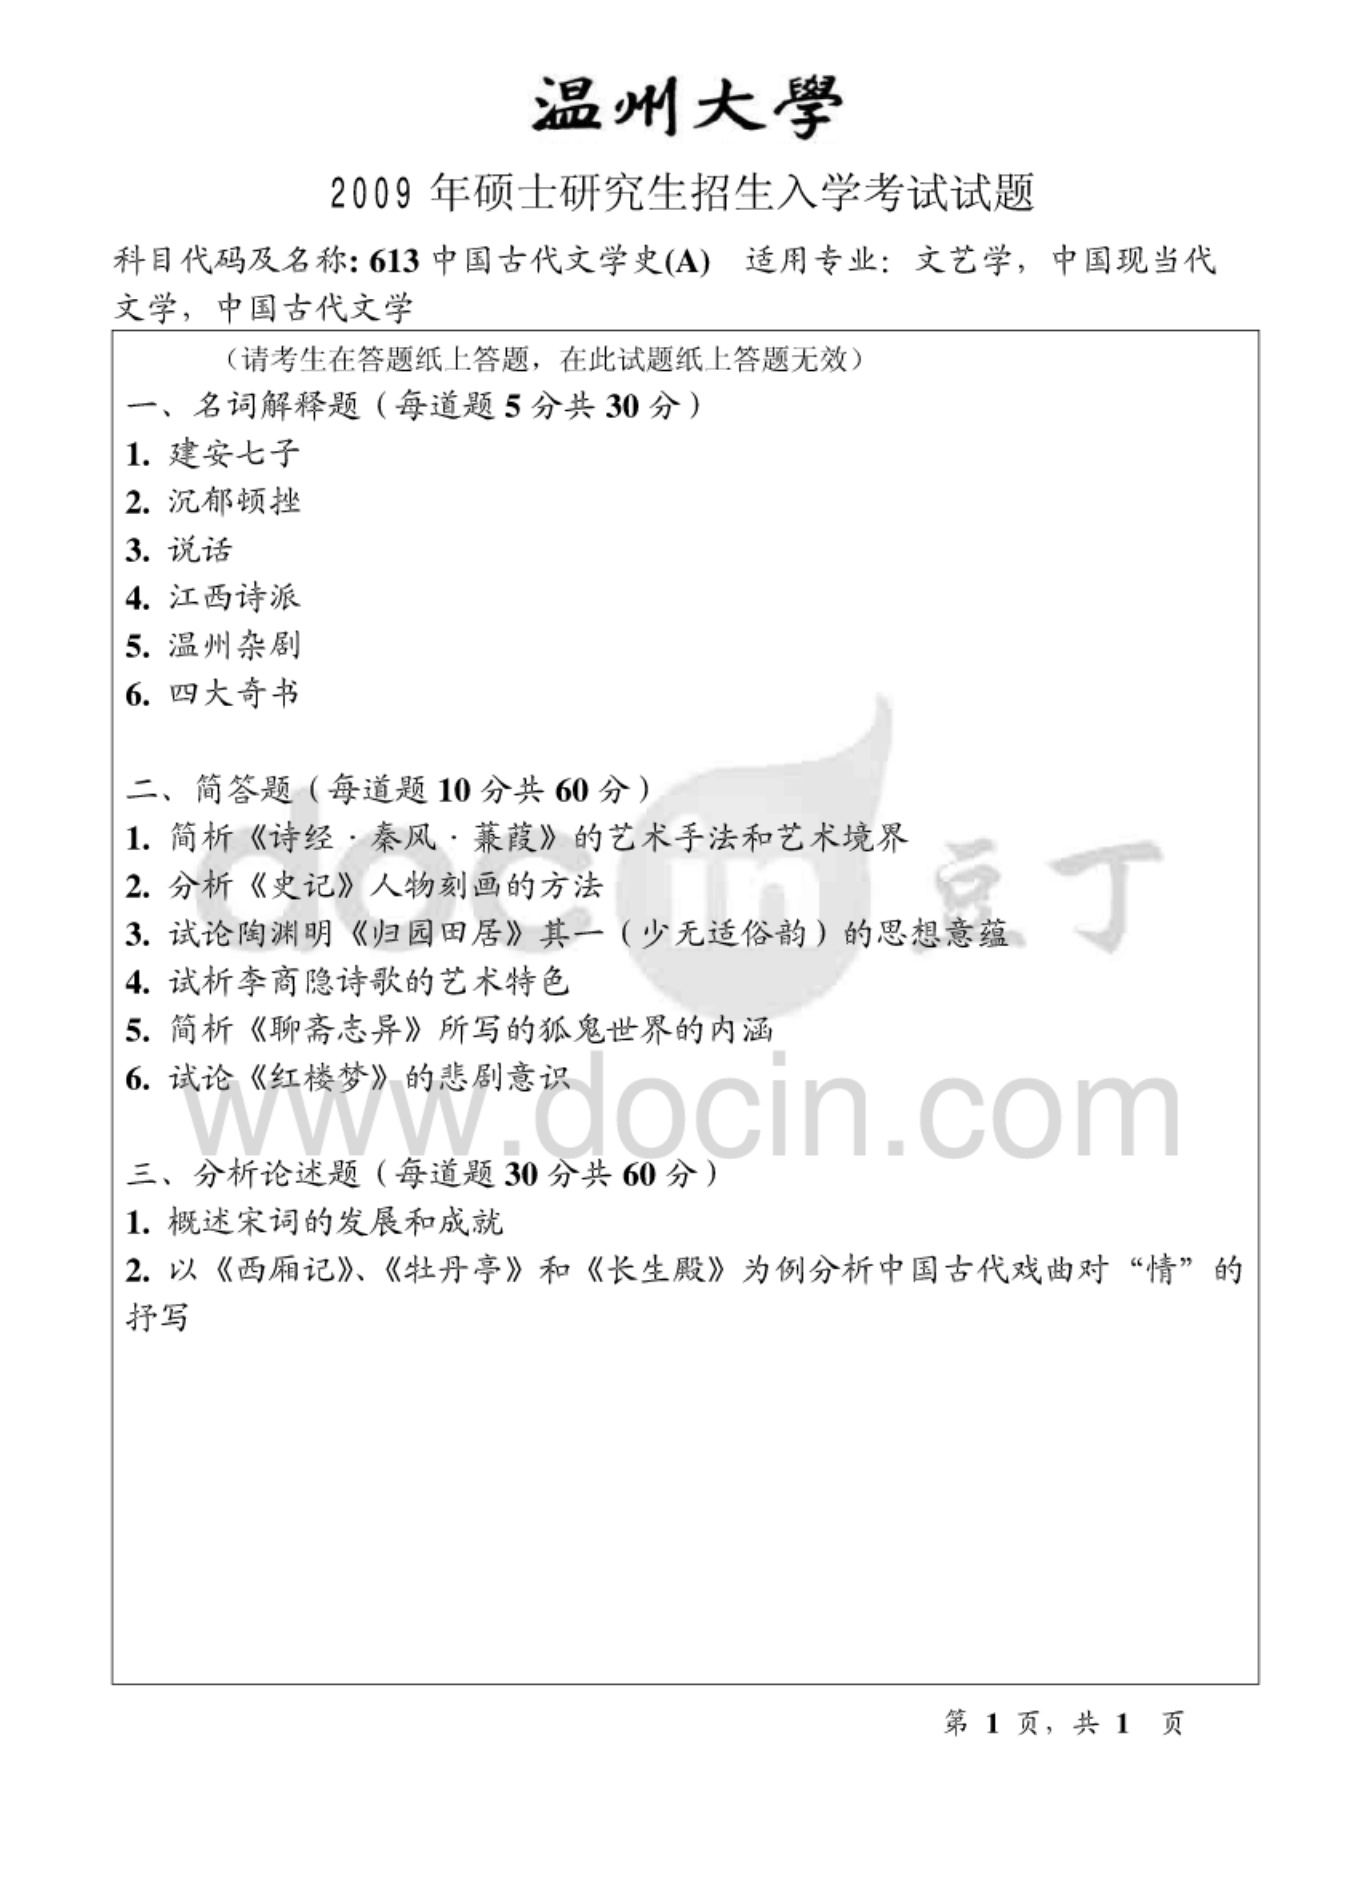 温州大學
2009 年硕士研究生招生入学考试试题
科目代码及名称: 613 中国古代文学史(A) 适用专业：文艺学，中国现当代
文学，中国古代文学
（请考生在答题纸上答题，在此试题纸上答题无效）
一、名词解释题（每道题 5 分共 30 分）
1. 建安七子
2. 沉郁顿挫
3. 说话
4. 江西诗派
5. 温州杂剧
6. 四大奇书
二、简答题（每道题 10 分共 60 分）
1. 简析《诗经·秦风·蒹葭》的艺术手法和艺术境界
2. 分析《史记》人物刻画的方法
3. 试论陶渊明《归园田居》其一（少无适俗韵）的思想意蕴
4. 试析李商隐诗歌的艺术特色
5. 简析《聊斋志异》所写的狐鬼世界的内涵
6. 试论《红楼梦》的悲剧意识
三、分析论述题（每道题 30 分共 60 分）
1. 概述宋词的发展和成就
2. 以《西厢记》、《牡丹亭》和《长生殿》为例分析中国古代戏曲对“情”的
抒写
第 1 页，共 1 页
docin 豆丁
www.docin.com